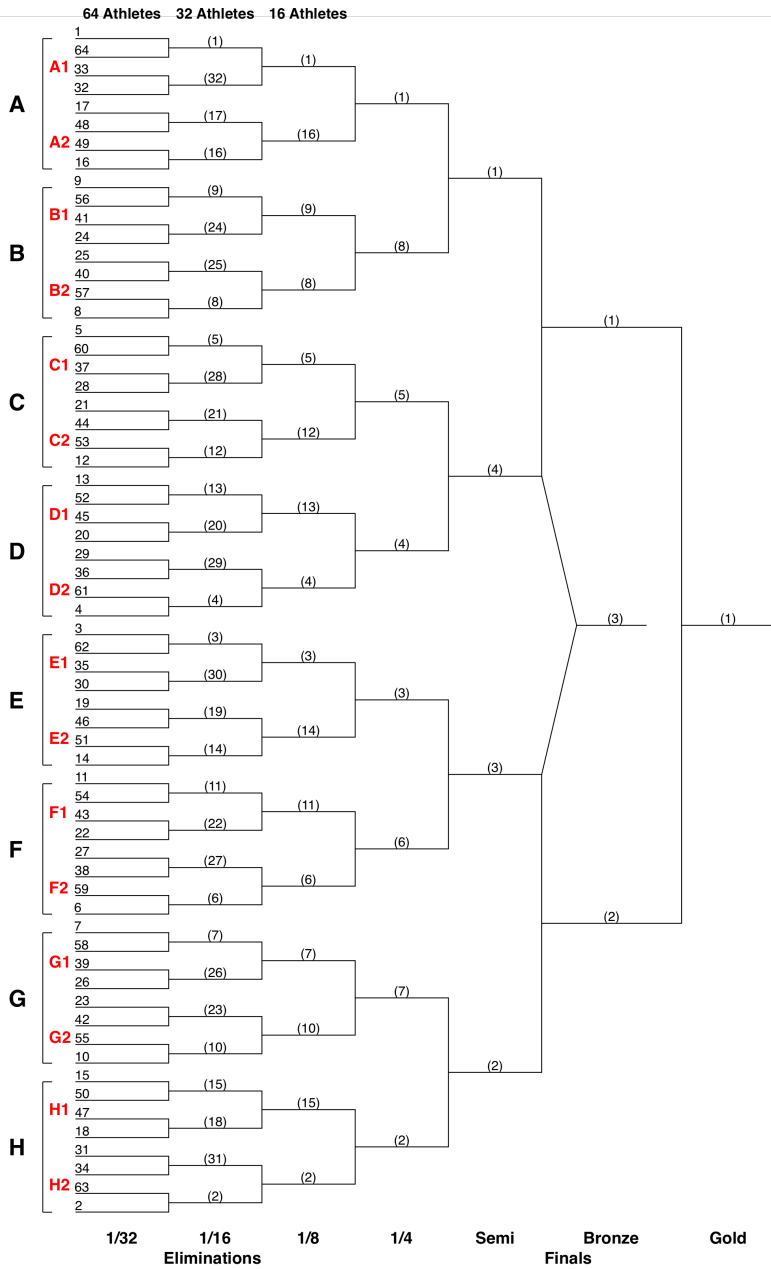 64 Athletes 32 Athletes 16 Athletes
1
(1)
64
A1 33 (1)
(32)
32
A 17 (17) (1)
48
A2 49 (16)
(16)
16
(1)
9
(9)
56
B1 41 (9)
(24)
24
B 25 (25) (8)
40
B2 57 (8)
(8)
8
(1)
5
(5)
60
C1 37 (5)
(28)
28
C 21 (21) (5)
44
C2 53 (12)
(12)
12
(4)
13
(13)
52
D1 45 (13)
(20)
20
D 29 (29) (4)
36
D2 61 (4)
(4)
4
(3) (1)
3
(3)
62
E1 35 (3)
(30)
30
E 19 (19) (3)
46
E2 51 (14)
(14)
14
(3)
11
(11)
54
F1 43 (11)
(22)
22
F 27 (27) (6)
38
F2 59 (6)
(6)
6
(2)
7
(7)
58
G1 39 (7)
(26)
26
G 23 (23) (7)
42
G2 55 (10)
(10)
10
(2)
15
(15)
50
H1 47 (15)
(18)
18
H 31 (31) (2)
34
H2 63 (2)
(2)
2
1/32 1/16 1/8 1/4 Semi Bronze Gold
Eliminations Finals